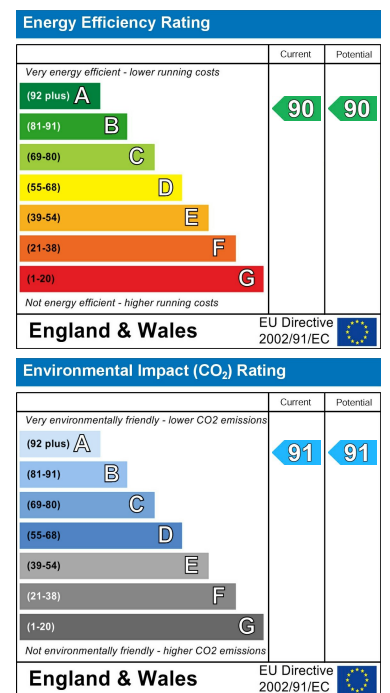 Energy Efficiency Rating
Current Potential
Very energy efficient - lower running costs
(92 plus) A
90 90
(81-91) B
(69-80) C
(55-68) D
(39-54) E
(21-38) F
(1-20) G
Not energy efficient - higher running costs
England & Wales
EU Directive
2002/91/EC
Environmental Impact (CO₂) Rating
Current Potential
Very environmentally friendly - lower CO2 emissions
(92 plus) A
91 91
(81-91) B
(69-80) C
(55-68) D
(39-54) E
(21-38) F
(1-20) G
Not environmentally friendly - higher CO2 emissions
England & Wales
EU Directive
2002/91/EC